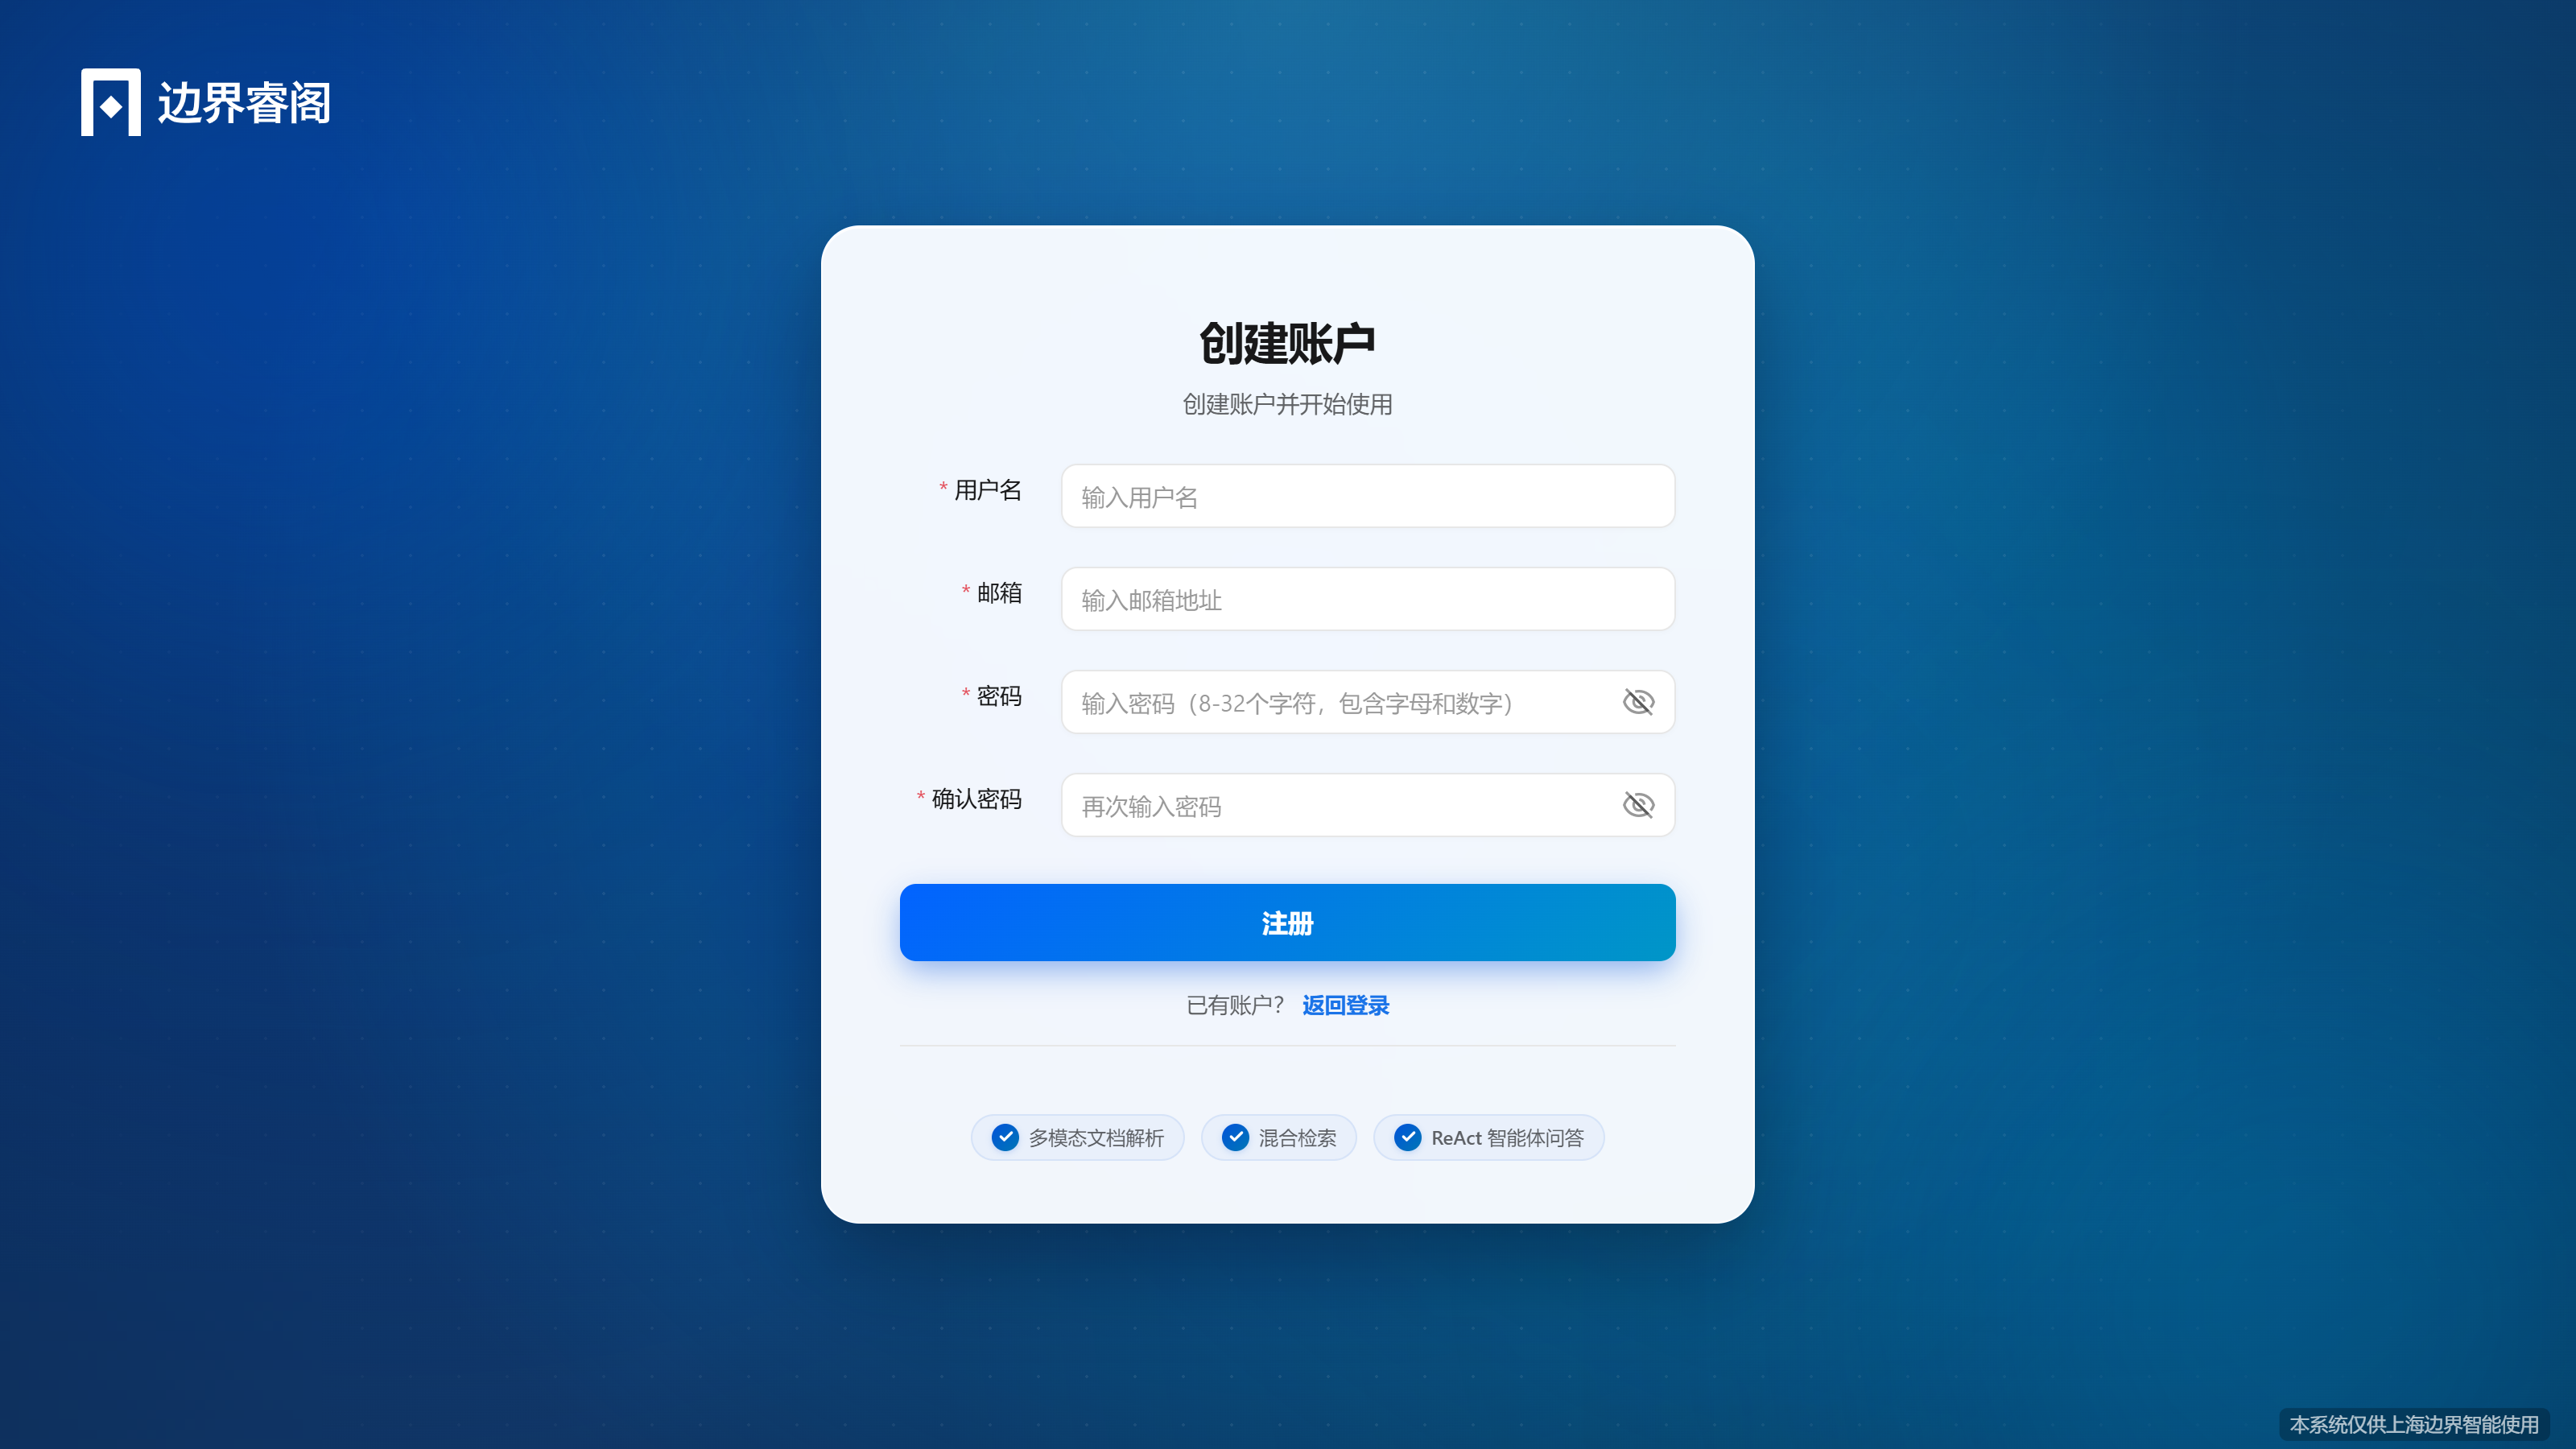 边界睿阁
创建账户
创建账户并开始使用
* 用户名
输入用户名
* 邮箱
输入邮箱地址
* 密码
输入密码（8-32个字符，包含字母和数字）
* 确认密码
再次输入密码
注册
已有账户？ 返回登录
多模态文档解析 混合检索 ReAct 智能体问答
本系统仅供上海边界智能使用